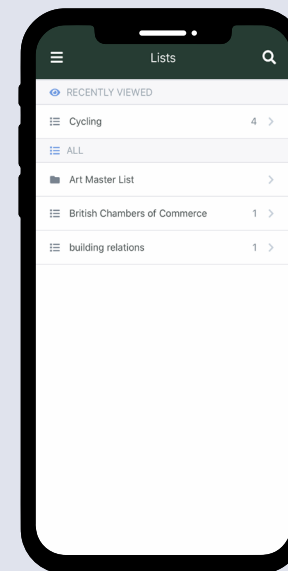 Lists
RECENTLY VIEWED
Cycling 4
ALL
Art Master List
British Chambers of Commerce 1
building relations 1